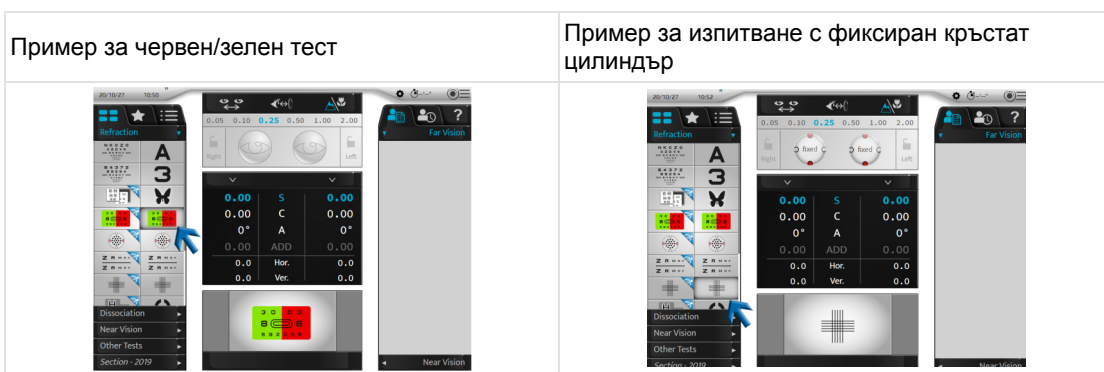 Пример за червен/зелен тест
Пример за изпитване с фиксиран кръстат
цилиндър
20/10/27 10:50
Refraction
0.05 0.10 0.25 0.50 1.00 2.00
Right Left
Far Vision
A
3
0.00 S 0.00
0.00 C 0.00
0° A 0°
0.00 ADD 0.00
0.0 Hor. 0.0
0.0 Ver. 0.0
Dissociation
Near Vision
Other Tests
Section - 2019
Near Vision
20/10/27 10:52
Refraction
0.05 0.10 0.25 0.50 1.00 2.00
Right fixed fixed Left
Far Vision
A
3
0.00 S 0.00
0.00 C 0.00
0° A 0°
0.00 ADD 0.00
0.0 Hor. 0.0
0.0 Ver. 0.0
Dissociation
Near Vision
Other Tests
Section - 2019
Near Vision